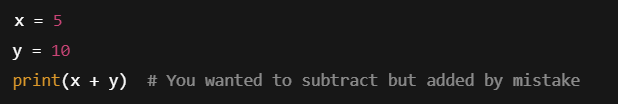 x = 5
y = 10
print(x + y)  # You wanted to subtract but added by mistake